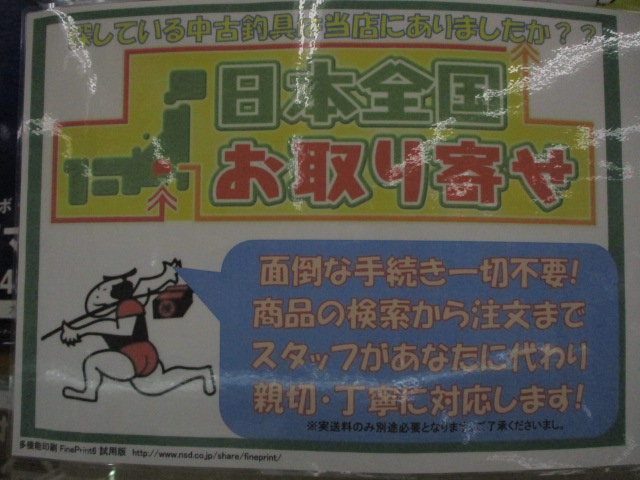 探している中古釣具は当店にありましたか？？
日本全国
お取り寄せ
面倒な手続き一切不要!
商品の検索から注文まで
スタッフがあなたに代わり
親切・丁寧に対応します!
※実送料のみ別途必要となります。ご了承くださいませ。
多機能印刷 FinePrint6 試用版 http://www.nsd.co.jp/share/fineprint/